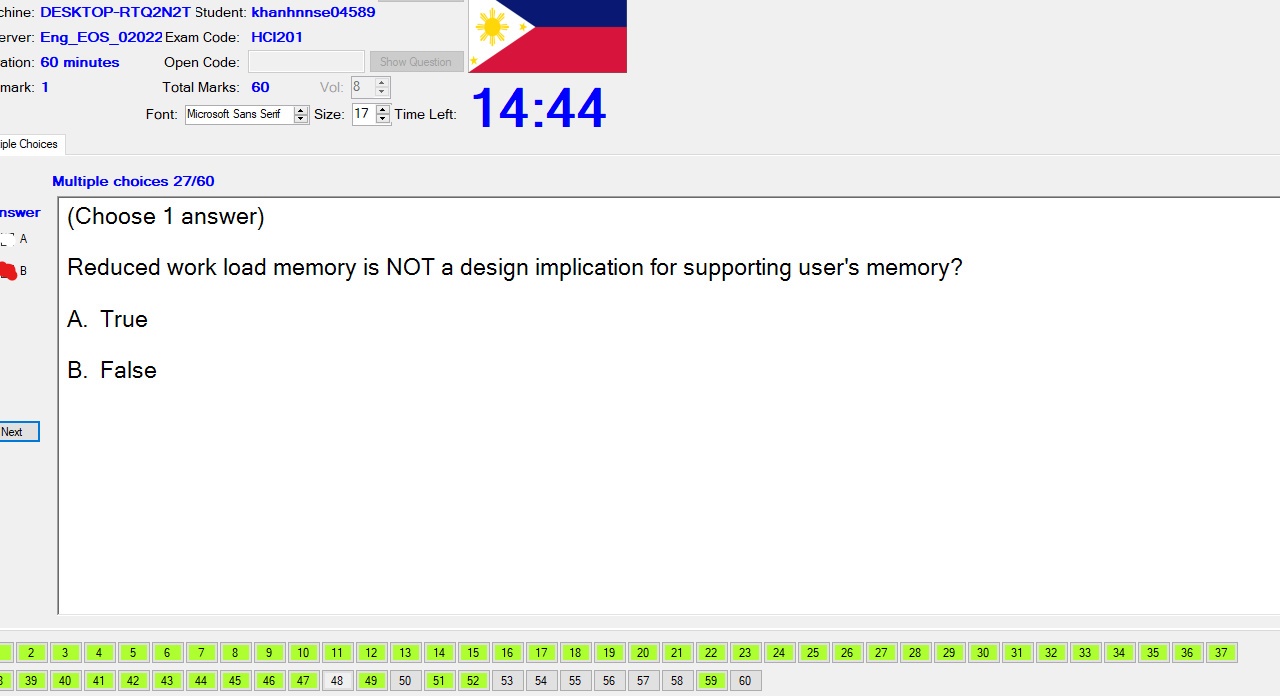 chine: DESKTOP-RTQ2N2T Student: khanhnnse04589
erver: Eng_EOS_02022 Exam Code: HCI201
ation: 60 minutes Open Code: Show Question
mark: 1 Total Marks: 60 Vol: 8
Font: Microsoft Sans Serif Size: 17 Time Left: 14:44
iple Choices
Multiple choices 27/60
nswer
A
B
(Choose 1 answer)
Reduced work load memory is NOT a design implication for supporting user's memory?
A. True
B. False
Next
2 3 4 5 6 7 8 9 10 11 12 13 14 15 16 17 18 19 20 21 22 23 24 25 26 27 28 29 30 31 32 33 34 35 36 37
39 40 41 42 43 44 45 46 47 48 49 50 51 52 53 54 55 56 57 58 59 60